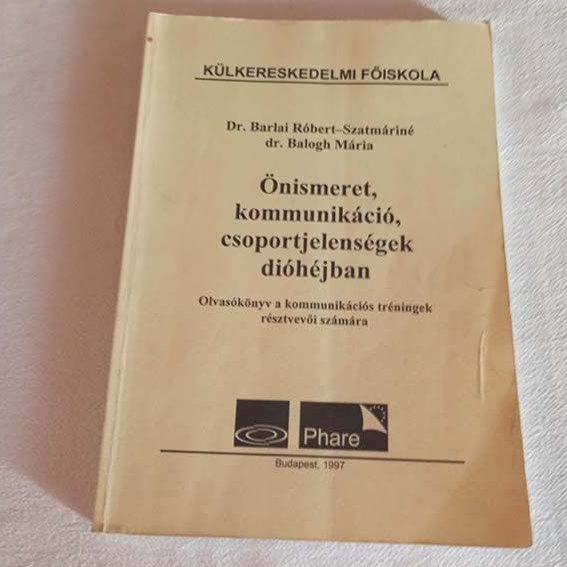 KÜLKERESKEDELMI FŐISKOLA
Dr. Barlai Róbert–Szatmáriné
dr. Balogh Mária
Önismeret,
kommunikáció,
csoportjelenségek
dióhéjban
Olvasókönyv a kommunikációs tréningek
résztvevői számára
Phare
Budapest, 1997